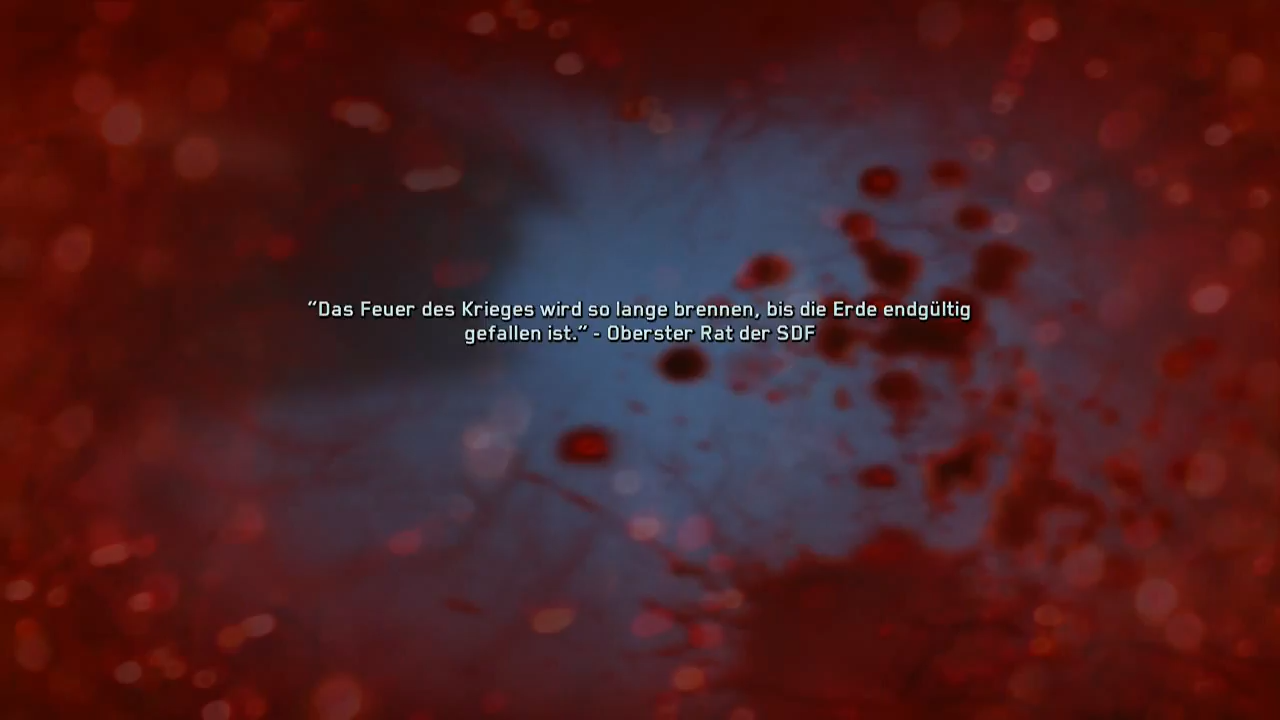 “Das Feuer des Krieges wird so lange brennen, bis die Erde endgültig
gefallen ist.“ - Oberster Rat der SDF